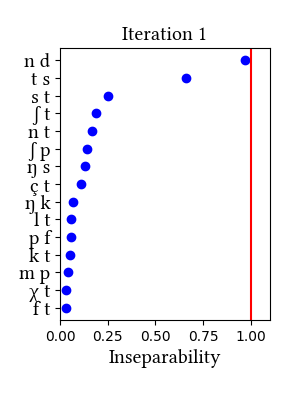 Iteration 1
n d
t s
s t
ʃ t
n t
ʃ p
ŋ s
ç t
ŋ k
l t
p f
k t
m p
χ t
f t
0.00 0.25 0.50 0.75 1.00
Inseparability